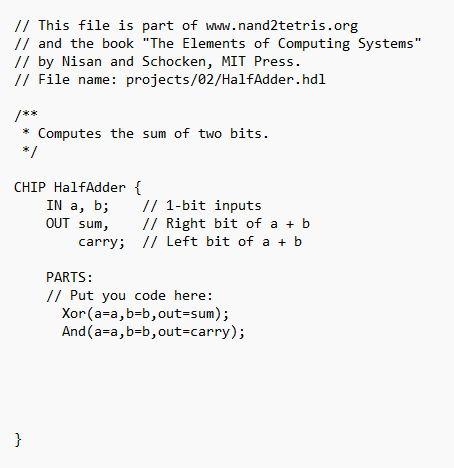 // This file is part of www.nand2tetris.org
// and the book "The Elements of Computing Systems"
// by Nisan and Schocken, MIT Press.
// File name: projects/02/HalfAdder.hdl
/**
* Computes the sum of two bits.
*/
CHIP HalfAdder {
IN a, b;    // 1-bit inputs
OUT sum,    // Right bit of a + b
carry;  // Left bit of a + b
PARTS:
// Put you code here:
Xor(a=a,b=b,out=sum);
And(a=a,b=b,out=carry);
}